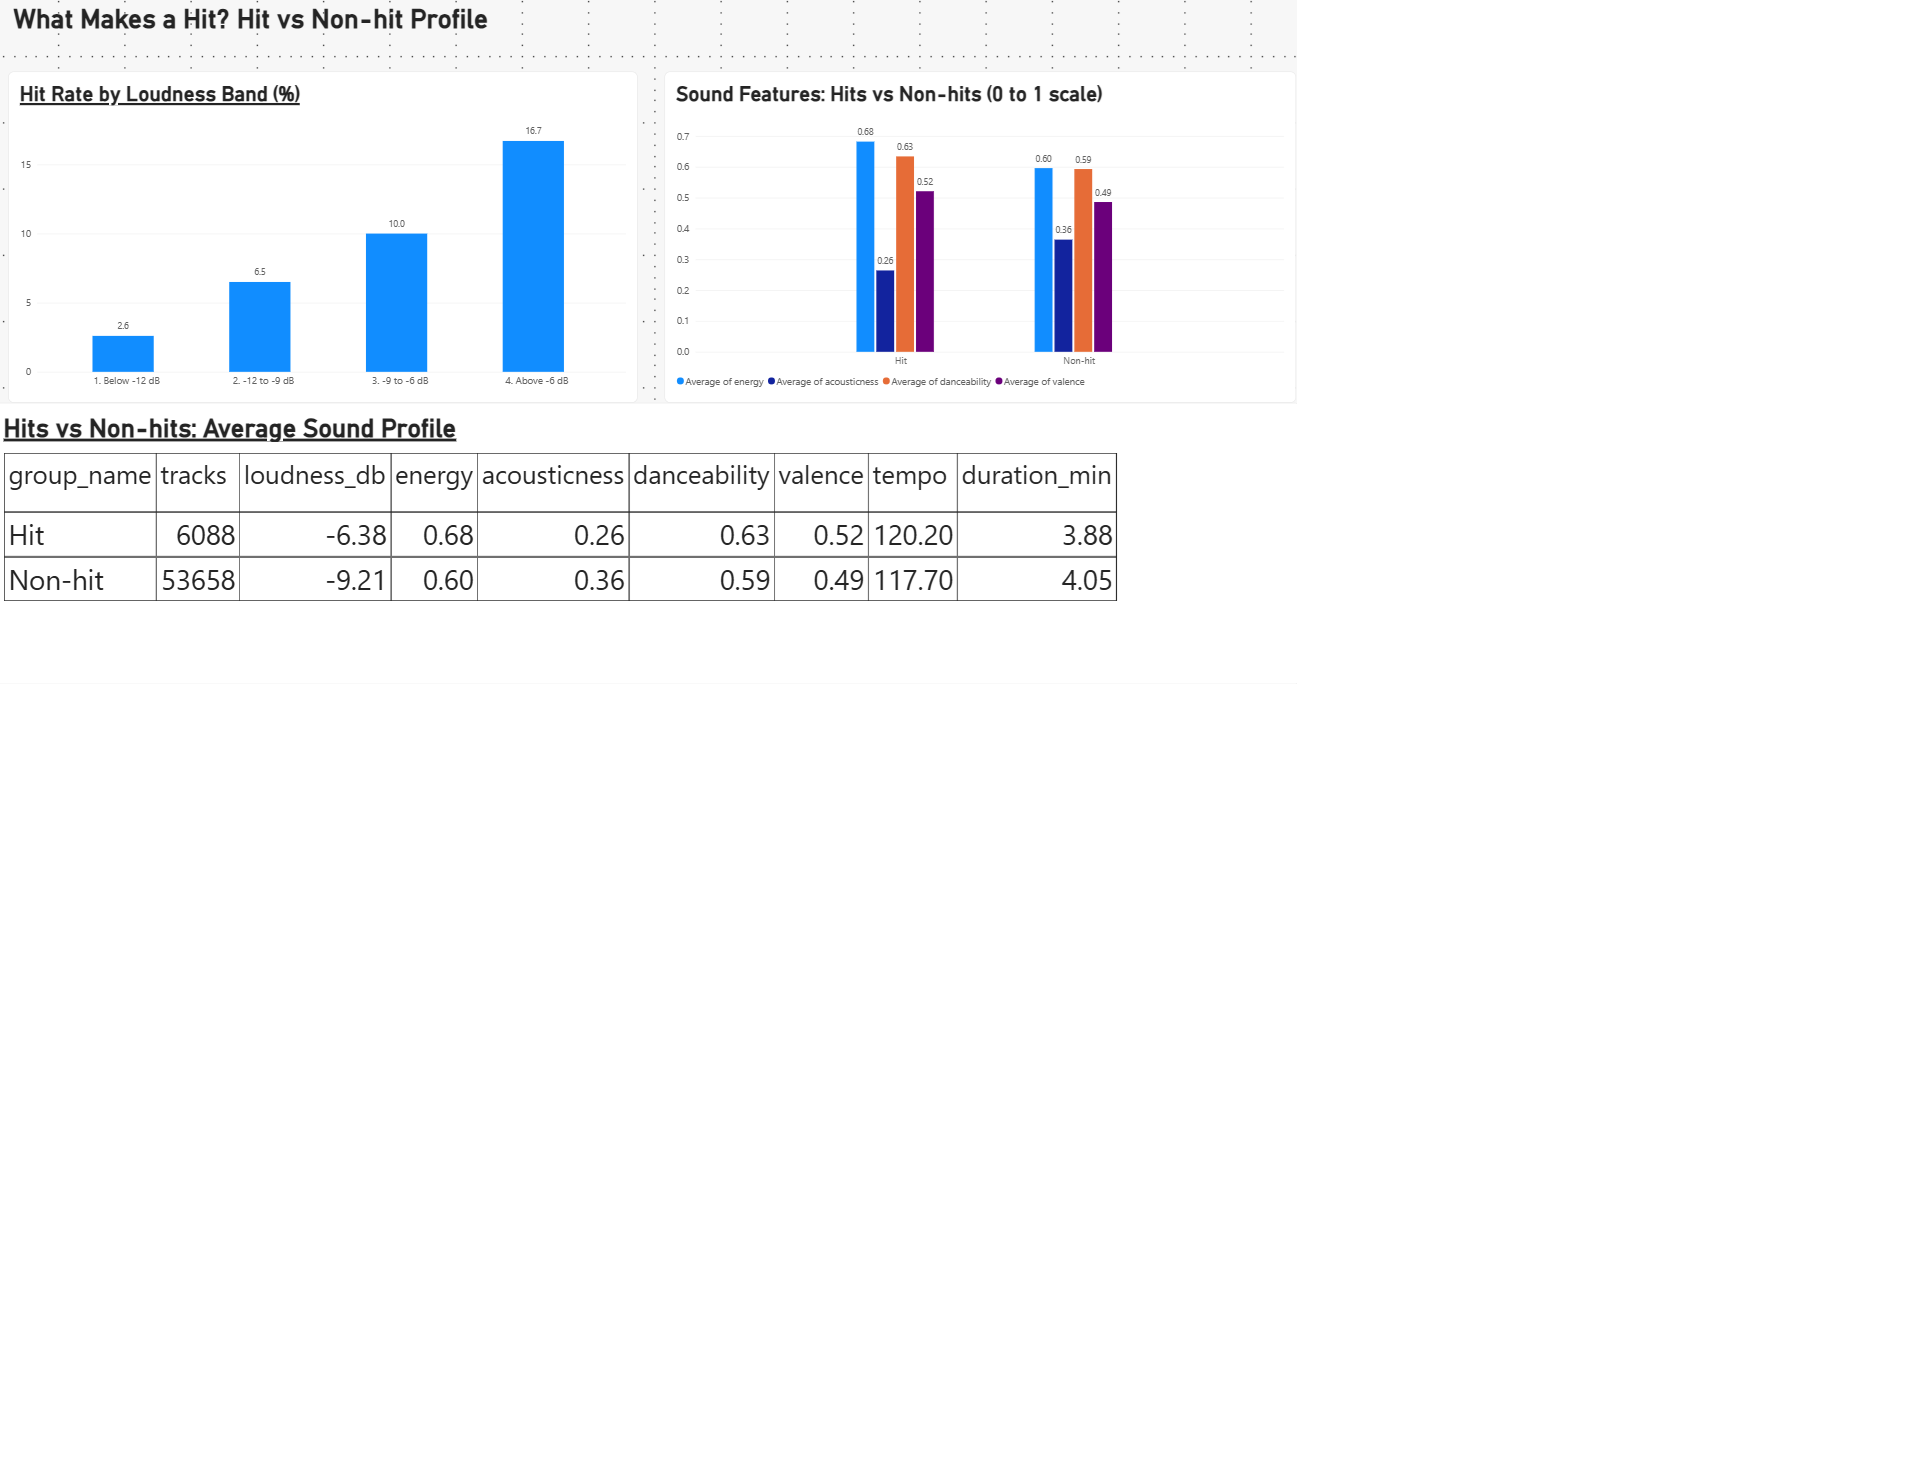 What Makes a Hit? Hit vs Non-hit Profile
Hit Rate by Loudness Band (%)
16.7
15
10.0
10
6.5
5
2.6
0
1. Below -12 dB 2. -12 to -9 dB 3. -9 to -6 dB 4. Above -6 dB
Sound Features: Hits vs Non-hits (0 to 1 scale)
0.7
0.6
0.5
0.4
0.3
0.2
0.1
0.0
0.68 0.26 0.63 0.52
0.60 0.36 0.59 0.49
Hit Non-hit
Average of energy Average of acousticness Average of danceability Average of valence
Hits vs Non-hits: Average Sound Profile
group_name tracks loudness_db energy acousticness danceability valence tempo duration_min
Hit 6088 -6.38 0.68 0.26 0.63 0.52 120.20 3.88
Non-hit 53658 -9.21 0.60 0.36 0.59 0.49 117.70 4.05